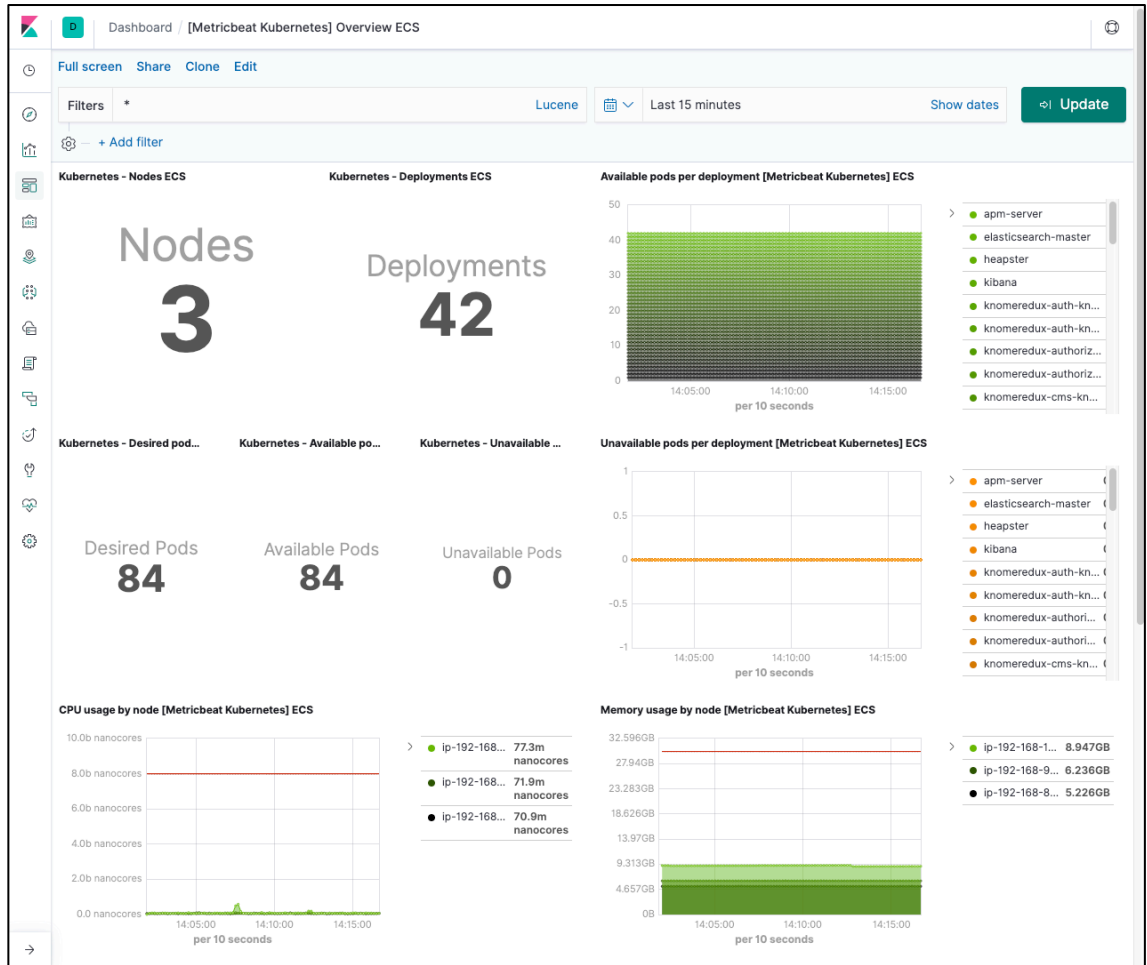 D Dashboard / [Metricbeat Kubernetes] Overview ECS
Full screen Share Clone Edit
Filters * Lucene Last 15 minutes Show dates Update
+ Add filter
Kubernetes - Nodes ECS
Nodes
3
Kubernetes - Deployments ECS
Deployments
42
Available pods per deployment [Metricbeat Kubernetes] ECS
50
40
30
20
10
0
14:05:00 14:10:00 14:15:00
per 10 seconds
apm-server
elasticsearch-master
heapster
kibana
knomeredux-auth-kn...
knomeredux-auth-kn...
knomeredux-authoriz...
knomeredux-authoriz...
knomeredux-cms-kn...
Kubernetes - Desired pod...
Desired Pods
84
Kubernetes - Available po...
Available Pods
84
Kubernetes - Unavailable ...
Unavailable Pods
0
Unavailable pods per deployment [Metricbeat Kubernetes] ECS
1
0.5
0
-0.5
-1
14:05:00 14:10:00 14:15:00
per 10 seconds
apm-server
elasticsearch-master
heapster
kibana
knomeredux-auth-kn...
knomeredux-auth-kn...
knomeredux-authori...
knomeredux-authori...
knomeredux-cms-kn...
CPU usage by node [Metricbeat Kubernetes] ECS
10.0b nanocores
8.0b nanocores
6.0b nanocores
4.0b nanocores
2.0b nanocores
0.0 nanocores
14:05:00 14:10:00 14:15:00
per 10 seconds
ip-192-168... 77.3m
nanocores
ip-192-168... 71.9m
nanocores
ip-192-168... 70.9m
nanocores
Memory usage by node [Metricbeat Kubernetes] ECS
32.596GB
27.94GB
23.283GB
18.626GB
13.97GB
9.313GB
4.657GB
0B
14:05:00 14:10:00 14:15:00
per 10 seconds
ip-192-168-1... 8.947GB
ip-192-168-9... 6.236GB
ip-192-168-8... 5.226GB